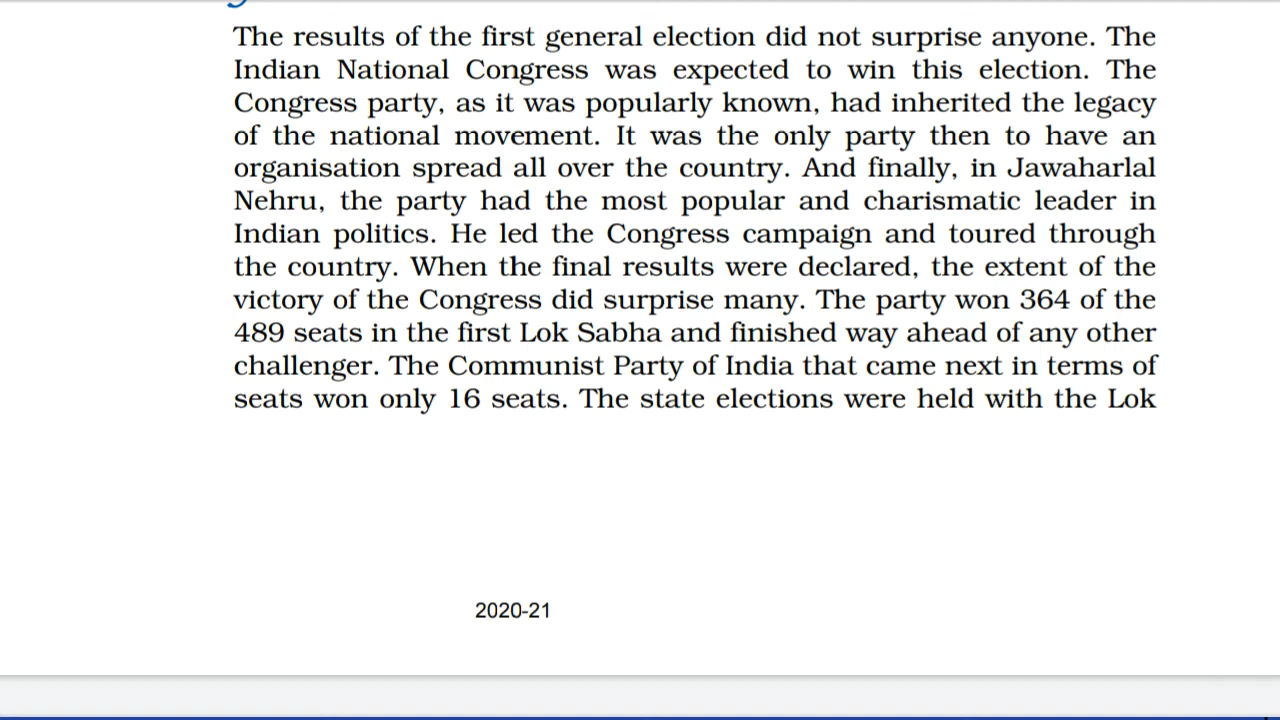 The results of the first general election did not surprise anyone. The
Indian National Congress was expected to win this election. The
Congress party, as it was popularly known, had inherited the legacy
of the national movement. It was the only party then to have an
organisation spread all over the country. And finally, in Jawaharlal
Nehru, the party had the most popular and charismatic leader in
Indian politics. He led the Congress campaign and toured through
the country. When the final results were declared, the extent of the
victory of the Congress did surprise many. The party won 364 of the
489 seats in the first Lok Sabha and finished way ahead of any other
challenger. The Communist Party of India that came next in terms of
seats won only 16 seats. The state elections were held with the Lok
2020-21